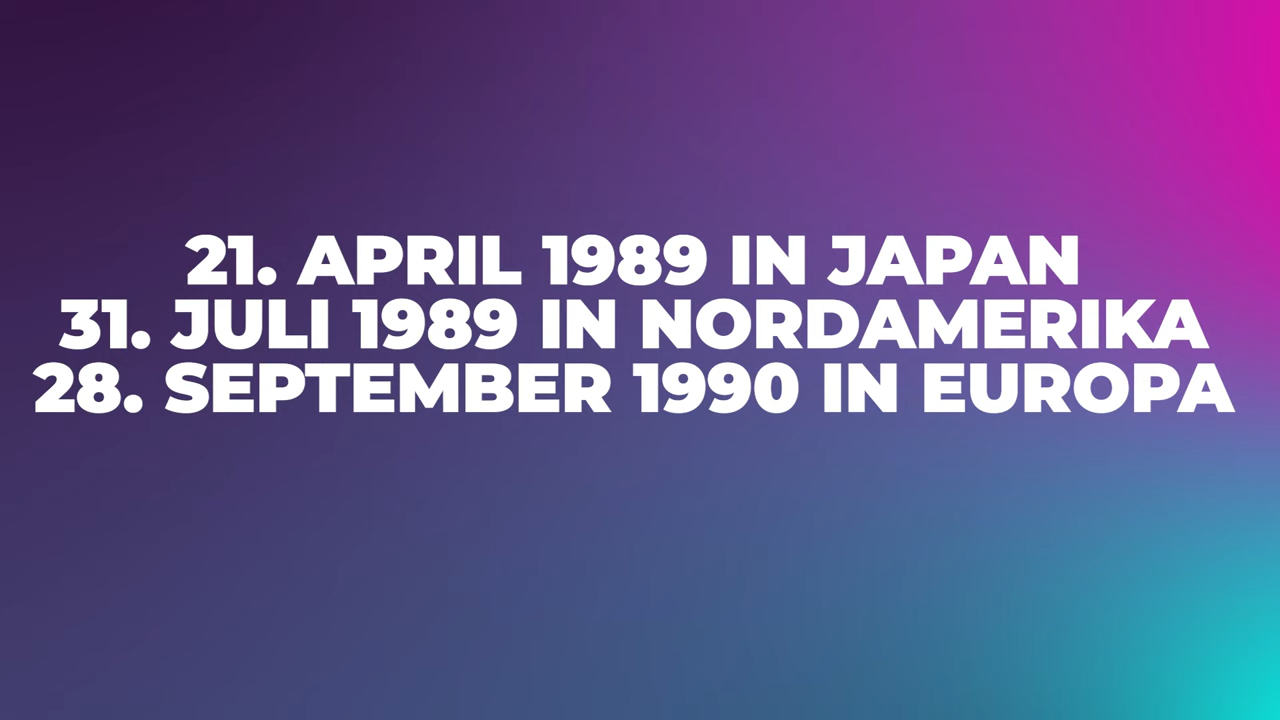 21. APRIL 1989 IN JAPAN
31. JULI 1989 IN NORDAMERIKA
28. SEPTEMBER 1990 IN EUROPA